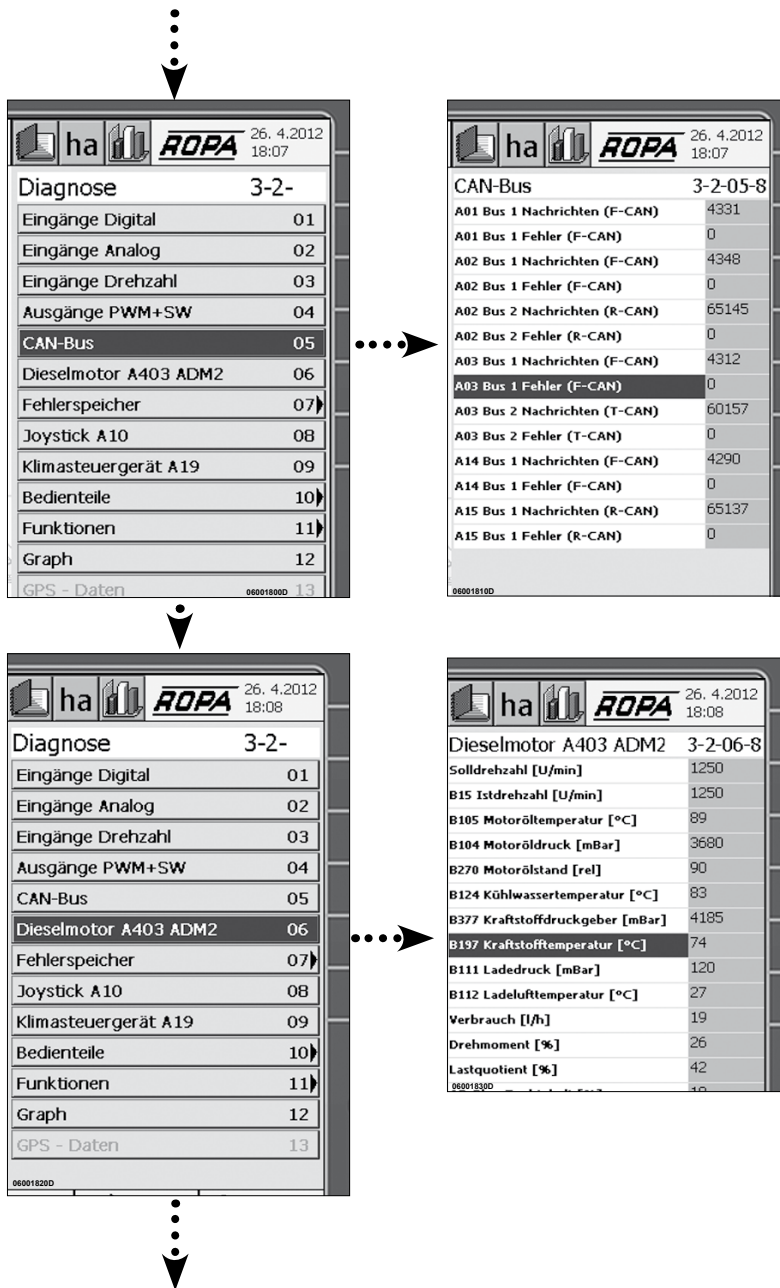 ha ROPA 26. 4.2012
18:07
Diagnose 3-2-
Eingänge Digital 01
Eingänge Analog 02
Eingänge Drehzahl 03
Ausgänge PWM+SW 04
CAN-Bus 05
Dieselmotor A403 ADM2 06
Fehlerspeicher 07
Joystick A10 08
Klimasteuergerät A19 09
Bedienteile 10
Funktionen 11
Graph 12
GPS - Daten 13
06001800D
ha ROPA 26. 4.2012
18:07
CAN-Bus 3-2-05-8
A01 Bus 1 Nachrichten (F-CAN) 4331
A01 Bus 1 Fehler (F-CAN) 0
A02 Bus 1 Nachrichten (F-CAN) 4348
A02 Bus 1 Fehler (F-CAN) 0
A02 Bus 2 Nachrichten (R-CAN) 65145
A02 Bus 2 Fehler (R-CAN) 0
A03 Bus 1 Nachrichten (F-CAN) 4312
A03 Bus 1 Fehler (F-CAN) 0
A03 Bus 2 Nachrichten (T-CAN) 60157
A03 Bus 2 Fehler (T-CAN) 0
A14 Bus 1 Nachrichten (F-CAN) 4290
A14 Bus 1 Fehler (F-CAN) 0
A15 Bus 1 Nachrichten (R-CAN) 65137
A15 Bus 1 Fehler (R-CAN) 0
06001810D
ha ROPA 26. 4.2012
18:08
Diagnose 3-2-
Eingänge Digital 01
Eingänge Analog 02
Eingänge Drehzahl 03
Ausgänge PWM+SW 04
CAN-Bus 05
Dieselmotor A403 ADM2 06
Fehlerspeicher 07
Joystick A10 08
Klimasteuergerät A19 09
Bedienteile 10
Funktionen 11
Graph 12
GPS - Daten 13
06001820D
ha ROPA 26. 4.2012
18:08
Dieselmotor A403 ADM2 3-2-06-8
Solldrehzahl [U/min] 1250
B15 Istdrehzahl [U/min] 1250
B105 Motoröltemperatur [°C] 89
B104 Motoröldruck [mBar] 3680
B270 Motorölstand [rel] 90
B124 Kühlwassertemperatur [°C] 83
B377 Kraftstoffdruckgeber [mBar] 4185
B197 Kraftstofftemperatur [°C] 74
B111 Ladedruck [mBar] 120
B112 Ladelufttemperatur [°C] 27
Verbrauch [l/h] 19
Drehmoment [%] 26
Lastquotient [%] 42
06001830D